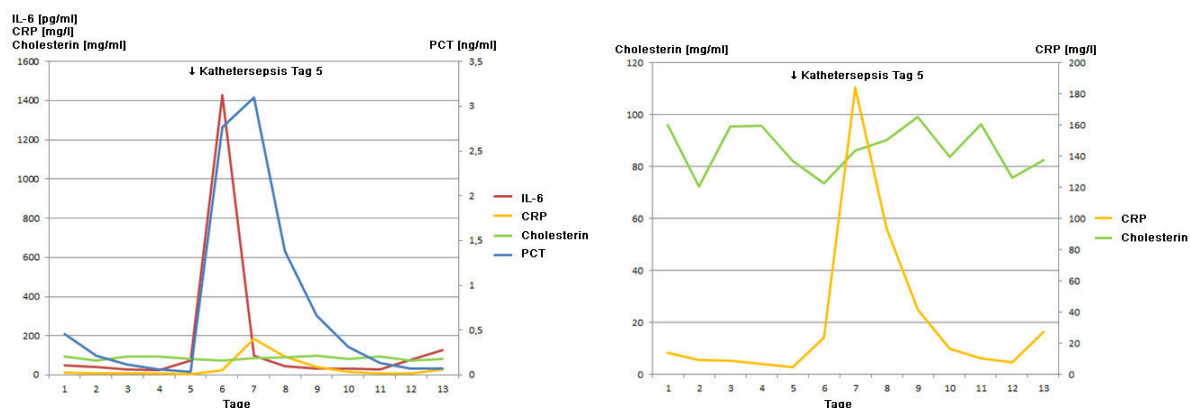 IL-6 [pg/ml]
CRP [mg/l]
Cholesterin [mg/ml]
PCT [ng/ml]
↓ Kathetersepsis Tag 5
1600
1400
1200
1000
800
600
400
200
0
3,5
3
2,5
2
1,5
1
0,5
0
IL-6
CRP
Cholesterin
PCT
1 2 3 4 5 6 7 8 9 10 11 12 13
Tage
Cholesterin [mg/ml]
CRP [mg/l]
↓ Kathetersepsis Tag 5
120
100
80
60
40
20
0
200
180
160
140
120
100
80
60
40
20
0
CRP
Cholesterin
1 2 3 4 5 6 7 8 9 10 11 12 13
Tage